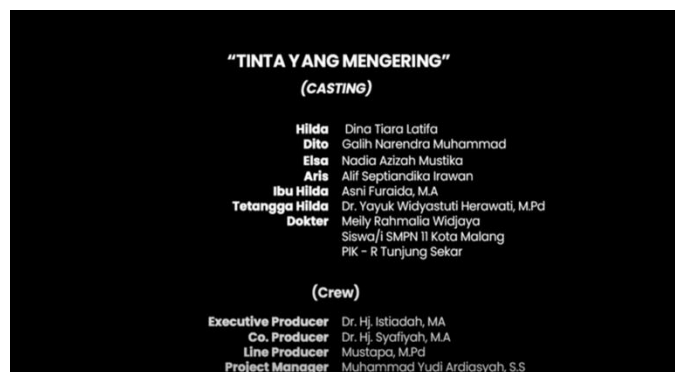 “TINTA YANG MENGERING”
(CASTING)
Hilda Dina Tiara Latifa
Dito Galih Narendra Muhammad
Elsa Nadia Azizah Mustika
Aris Alif Septiandika Irawan
Ibu Hilda Asni Furaida, M.A
Tetangga Hilda Dr. Yayuk Widyastuti Herawati, M.Pd
Dokter Meily Rahmalia Widjaya
Siswa/i SMPN 11 Kota Malang
PIK - R Tunjung Sekar
(Crew)
Executive Producer Dr. Hj. Istiadah, MA
Co. Producer Dr. Hj. Syafiyah, M.A
Line Producer Mustapa, M.Pd
Project Manager Muhammad Yudi Ardiasyah, S.S